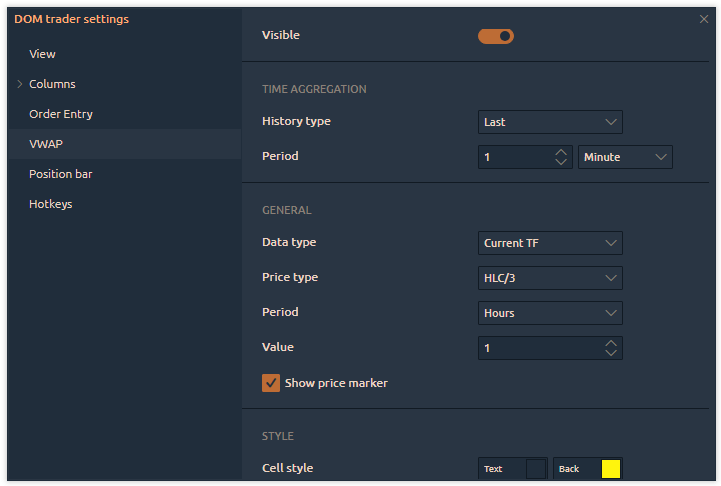 DOM trader settings
View
Columns
Order Entry
VWAP
Position bar
Hotkeys
Visible
TIME AGGREGATION
History type Last
Period 1 Minute
GENERAL
Data type Current TF
Price type HLC/3
Period Hours
Value 1
Show price marker
STYLE
Cell style Text Back